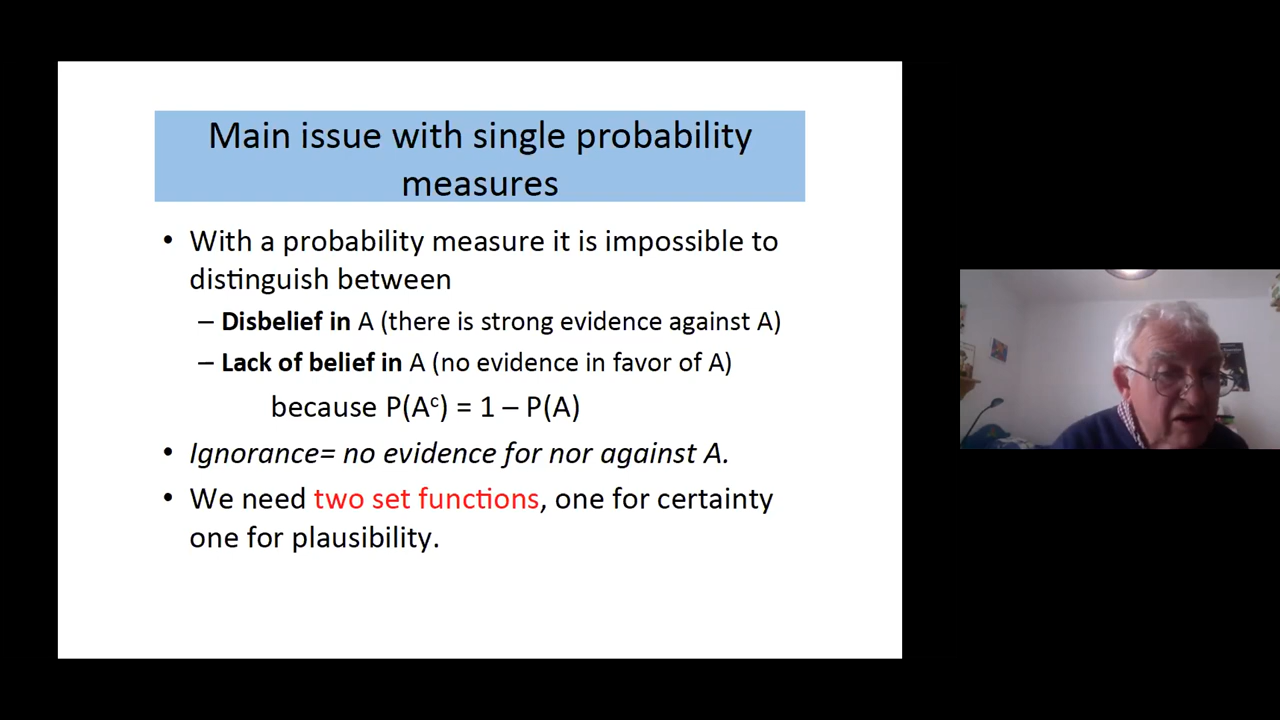 Main issue with single probability
measures
• With a probability measure it is impossible to
distinguish between
– Disbelief in A (there is strong evidence against A)
– Lack of belief in A (no evidence in favor of A)
because P(Aᶜ) = 1 – P(A)
• Ignorance= no evidence for nor against A.
• We need two set functions, one for certainty
one for plausibility.